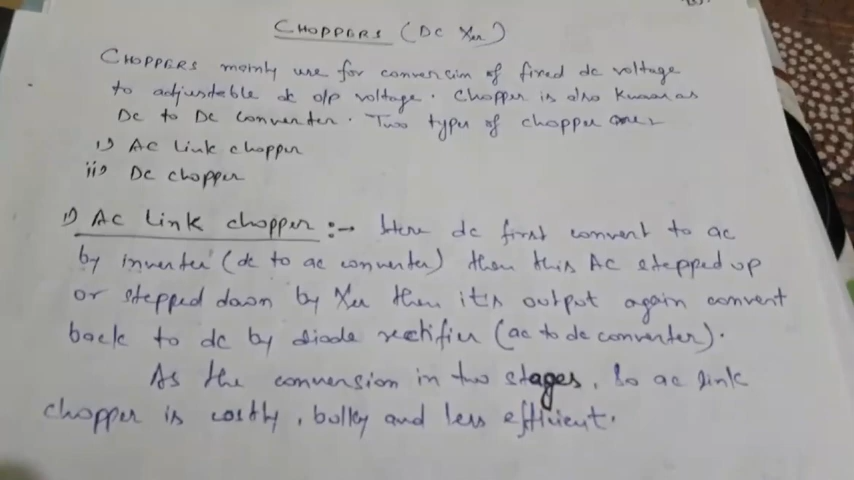 CHOPPERS (DC Xer)
CHOPPERS mainly use for conversion of fixed dc voltage
to adjustable dc o/p voltage. Chopper is also Known as
Dc to Dc converter. Two types of chopper are :
i) AC link chopper
ii) Dc chopper
1) AC link chopper :→ Here dc first convert to ac
by inverter (dc to ac converter) then this AC stepped up
or stepped down by Xer then it's output again convert
back to dc by diode rectifier (ac to dc converter).
As the conversion in two stages, so ac link
chopper is costly, bulky and less efficient.